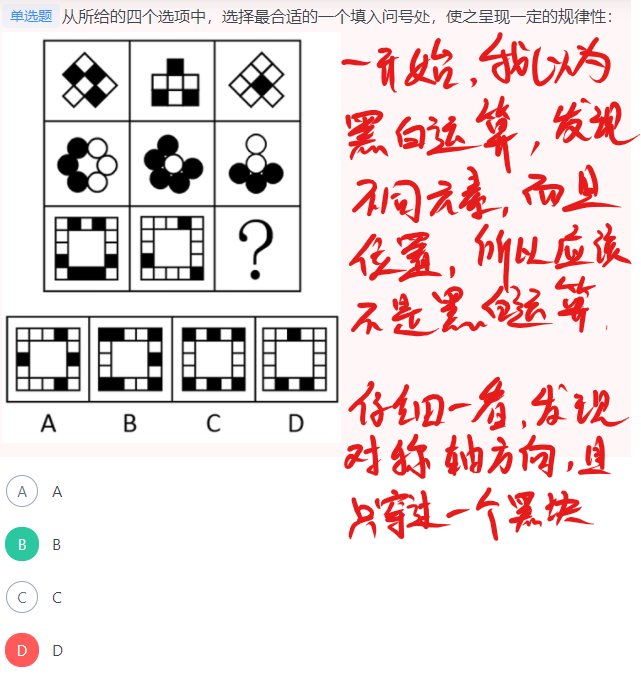 单选题 从所给的四个选项中，选择最合适的一个填入问号处，使之呈现一定的规律性：
一开始，我以为
黑白运算，发现
不同元素，而且
位置，所以应该
不是黑白运算．
?
A B C D
仔细一看，发现
对称轴方向，且
只穿过一个黑块
A A
B B
C C
D D